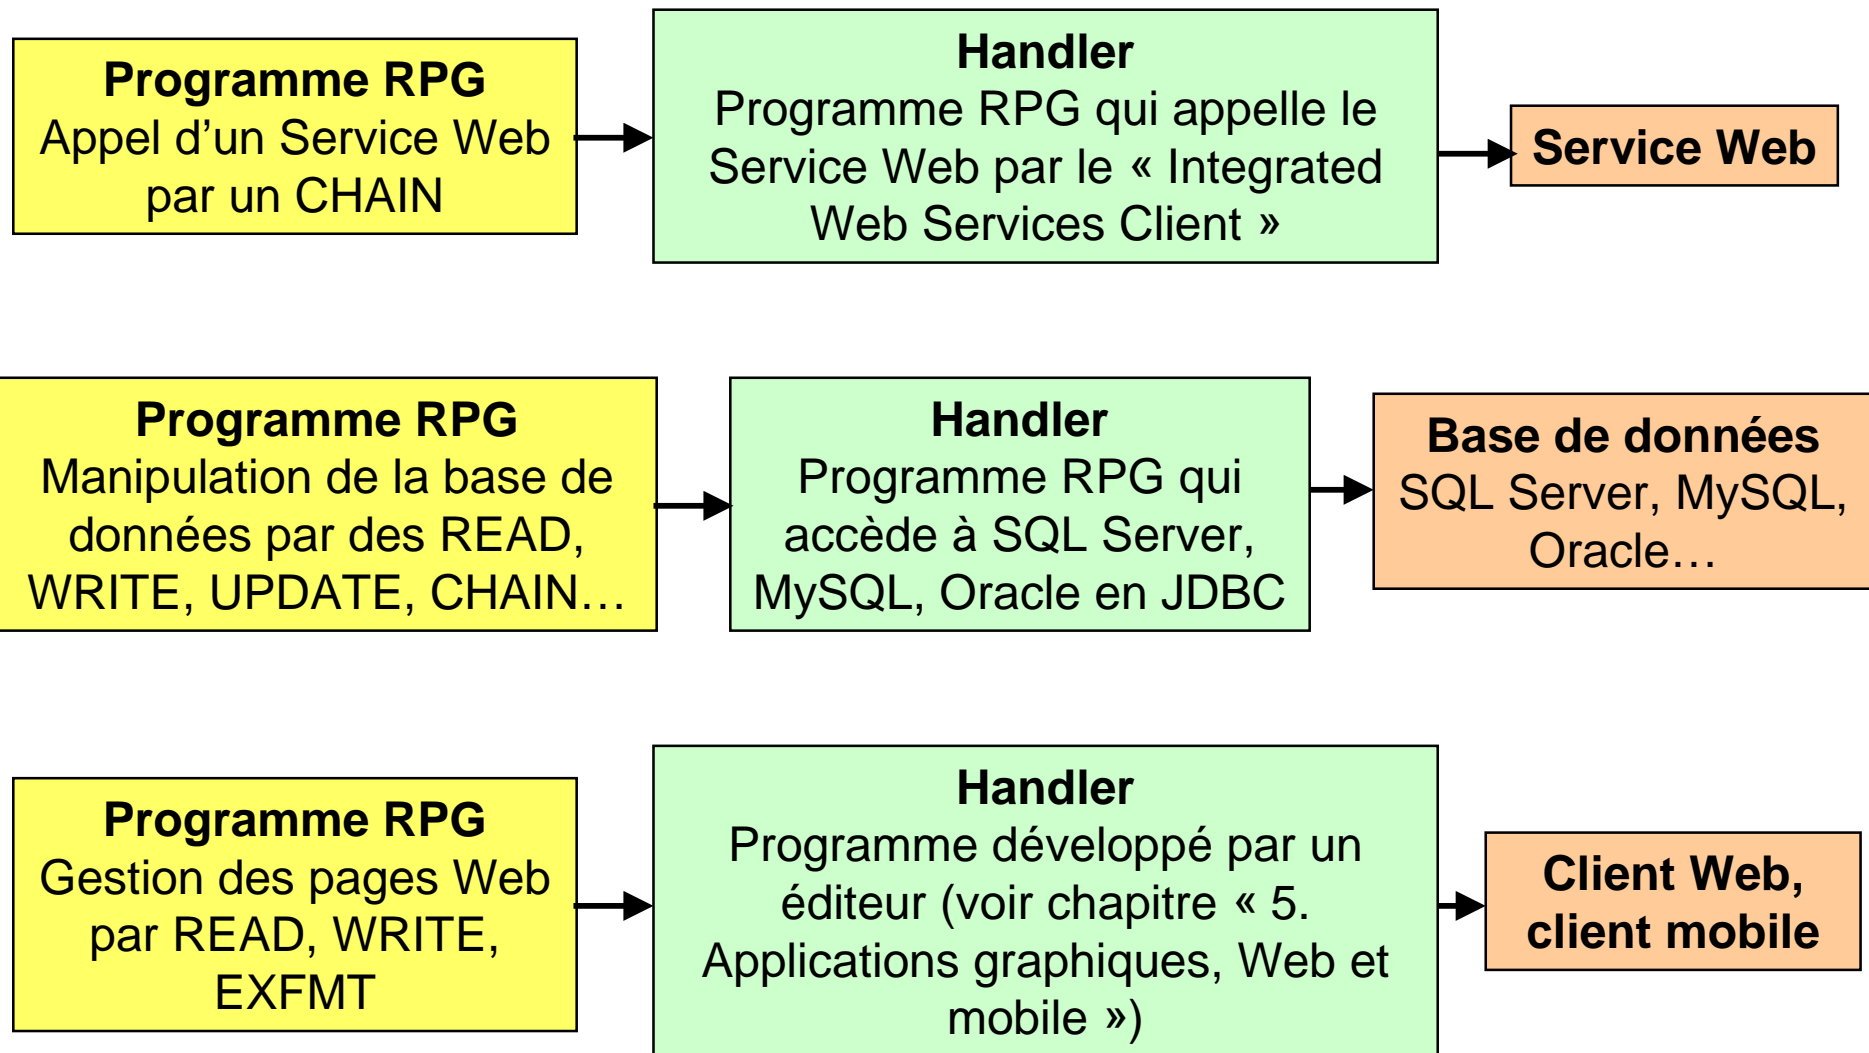 Programme RPG
Appel d’un Service Web
par un CHAIN
Handler
Programme RPG qui appelle le
Service Web par le « Integrated
Web Services Client »
Service Web
Programme RPG
Manipulation de la base de
données par des READ,
WRITE, UPDATE, CHAIN…
Handler
Programme RPG qui
accède à SQL Server,
MySQL, Oracle en JDBC
Base de données
SQL Server, MySQL,
Oracle…
Programme RPG
Gestion des pages Web
par READ, WRITE,
EXFMT
Handler
Programme développé par un
éditeur (voir chapitre « 5.
Applications graphiques, Web et
mobile »)
Client Web,
client mobile